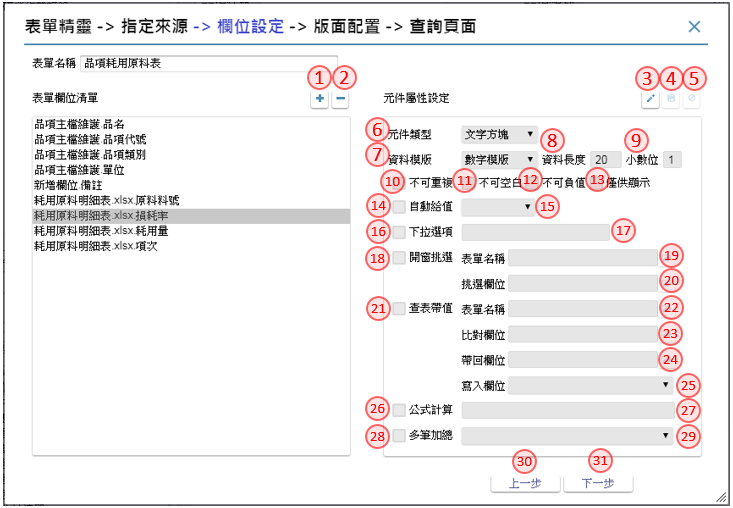 表單精靈 -> 指定來源 -> 欄位設定 -> 版面配置 -> 查詢頁面
表單名稱 品項耗用原料表
1 2
表單欄位清單
品項主檔維護.品名
品項主檔維護.品項代號
品項主檔維護.品項類別
品項主檔維護.單位
新增欄位.備註
耗用原料明細表.xlsx.原料料號
耗用原料明細表.xlsx.損耗率
耗用原料明細表.xlsx.耗用量
耗用原料明細表.xlsx.項次
3 4 5
元件屬性設定
6 元件類型 文字方塊
7 資料模版 數字模版 8 資料長度 20 9 小數位 1
10 不可重複 11 不可空白 12 不可負值 13 僅供顯示
14 自動給值 15
16 下拉選項 17
18 開窗挑選 表單名稱 19
挑選欄位 20
21 查表帶值 表單名稱 22
比對欄位 23
帶回欄位 24
寫入欄位 25
26 公式計算 27
28 多筆加總 29
30 31
上一步 下一步